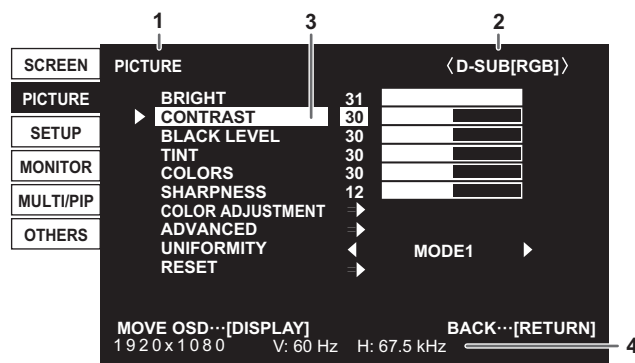 1 3 2
SCREEN
PICTURE
SETUP
MONITOR
MULTI/PIP
OTHERS
PICTURE 〈D-SUB[RGB]〉
BRIGHT 31
CONTRAST 30
BLACK LEVEL 30
TINT 30
COLORS 30
SHARPNESS 12
COLOR ADJUSTMENT
ADVANCED
UNIFORMITY MODE1
RESET
MOVE OSD···[DISPLAY] BACK···[RETURN]
1920x1080 V: 60 Hz H: 67.5 kHz 4